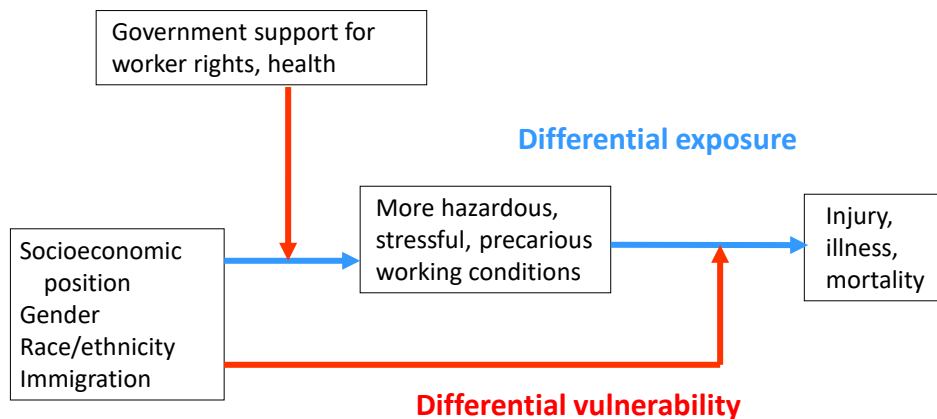 Government support for
worker rights, health
Differential exposure
More hazardous,
stressful, precarious
working conditions
Injury,
illness,
mortality
Socioeconomic
position
Gender
Race/ethnicity
Immigration
Differential vulnerability